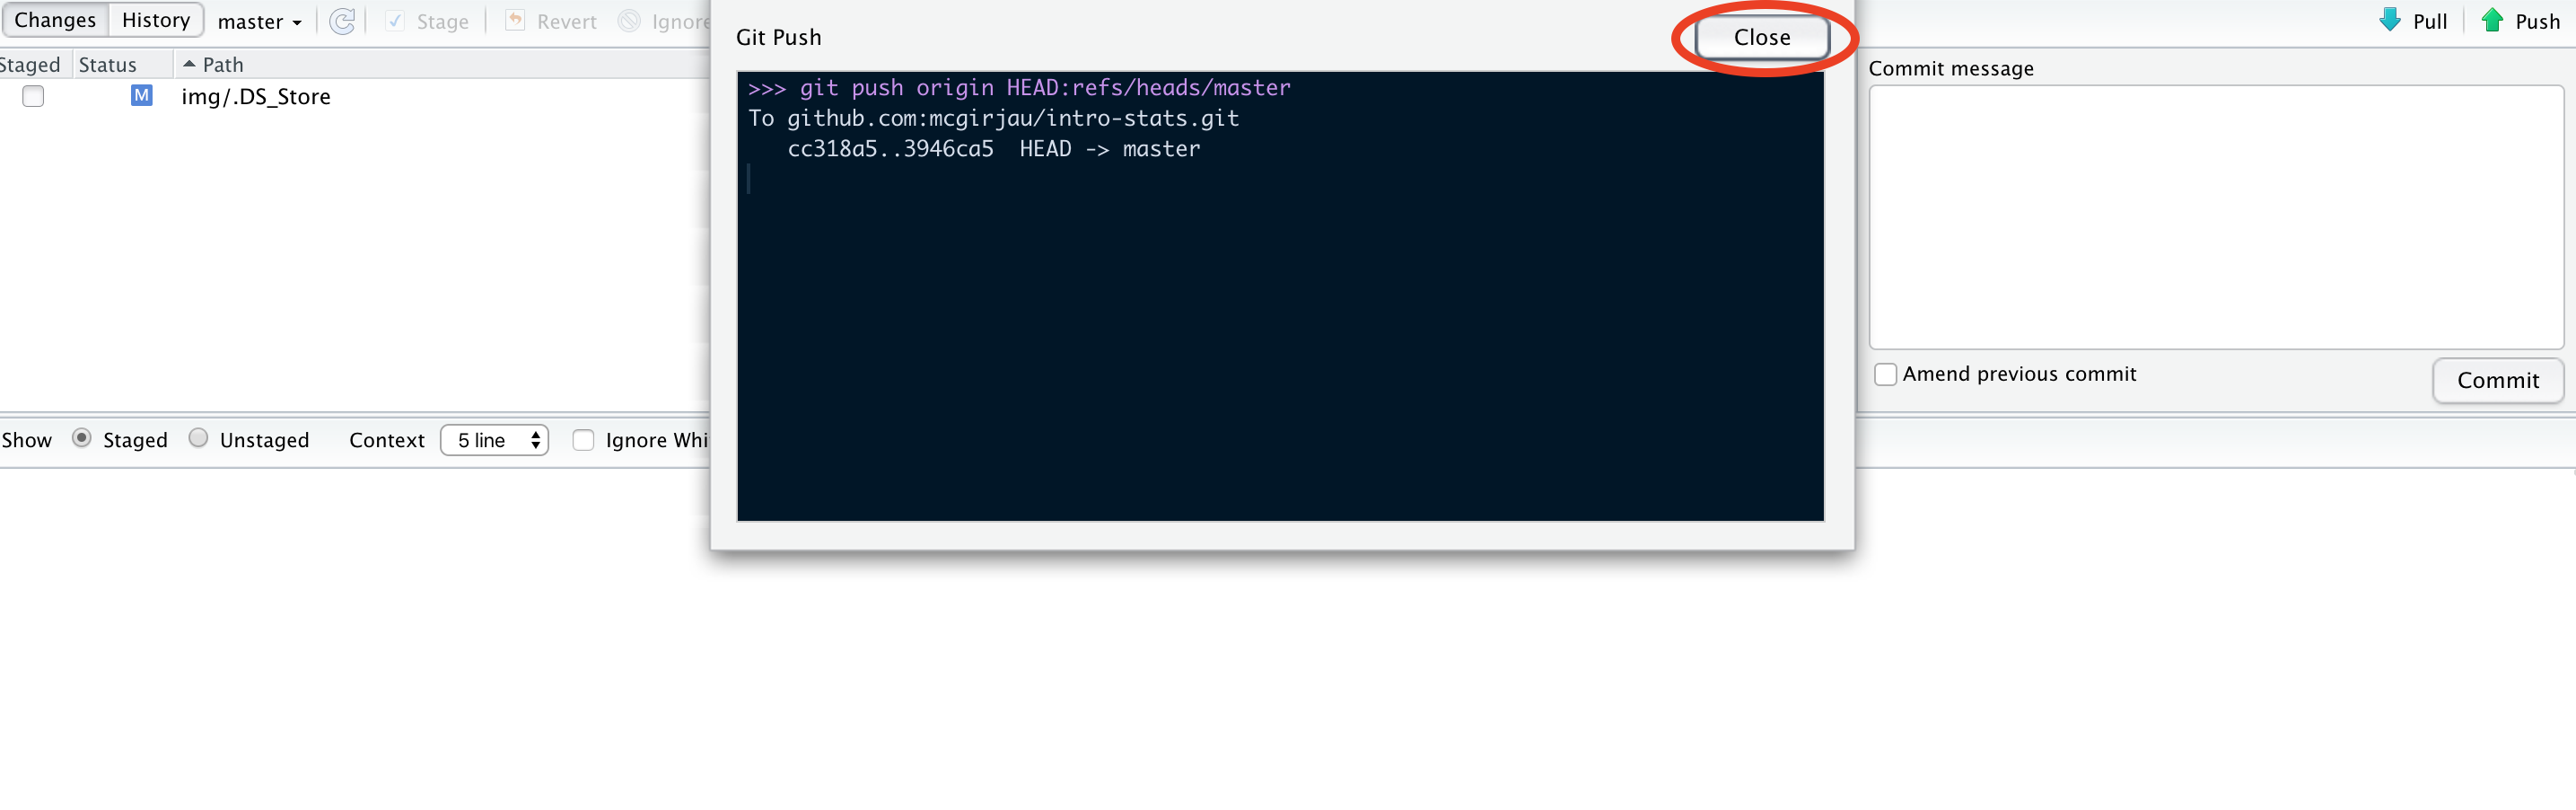 Changes History master Stage Revert Ignore
Git Push Close
Pull Push
Staged Status Path
M img/.DS_Store
>>> git push origin HEAD:refs/heads/master
To github.com:mcgirjau/intro-stats.git
cc318a5..3946ca5 HEAD -> master
Commit message
Amend previous commit Commit
Show Staged Unstaged Context 5 line Ignore Whi